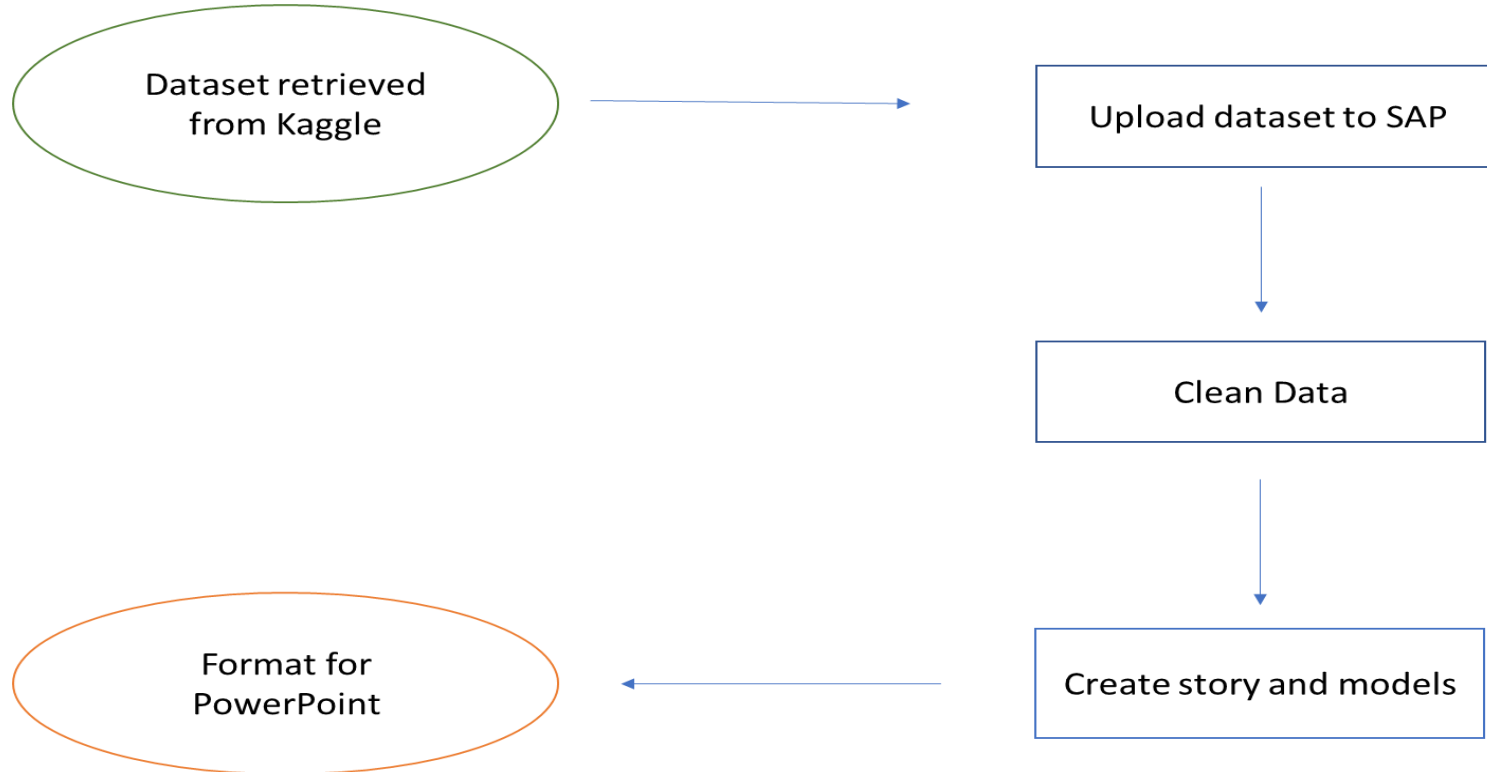 Dataset retrieved
from Kaggle
Upload dataset to SAP
Clean Data
Create story and models
Format for
PowerPoint